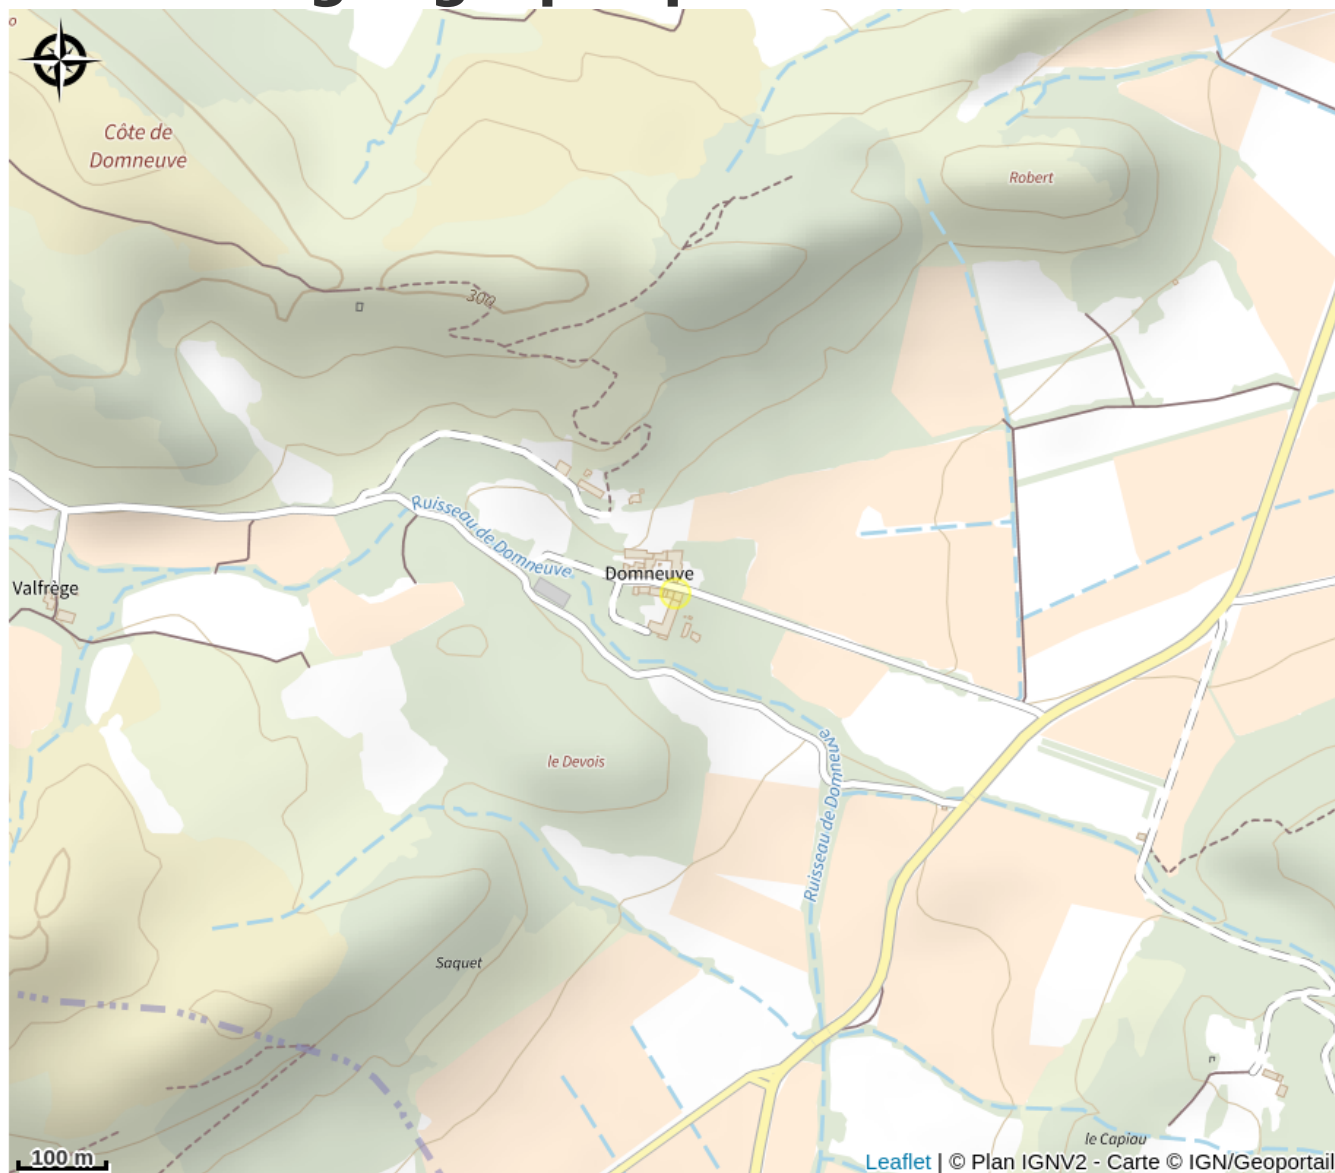 Côte de
Domneuve
Robert
300
Ruisseau de Domneuve
Domneuve
Valfrège
le Devois
Ruisseau de Domneuve
Saquet
le Capiou
100 m
Leaflet | © Plan IGNV2 - Carte © IGN/Geoportail